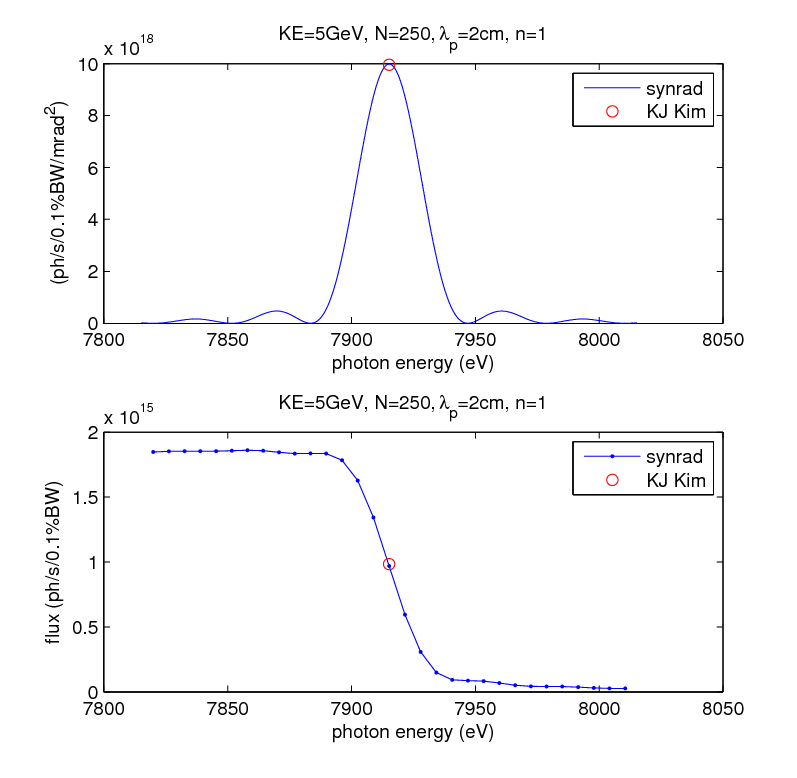 KE=5GeV, N=250, λp=2cm, n=1
x 10^18
10
8
6
4
2
0
(ph/s/0.1%BW/mrad^2)
synrad
KJ Kim
7800 7850 7900 7950 8000 8050
photon energy (eV)
KE=5GeV, N=250, λp=2cm, n=1
x 10^15
2
1.5
1
0.5
0
flux (ph/s/0.1%BW)
synrad
KJ Kim
7800 7850 7900 7950 8000 8050
photon energy (eV)